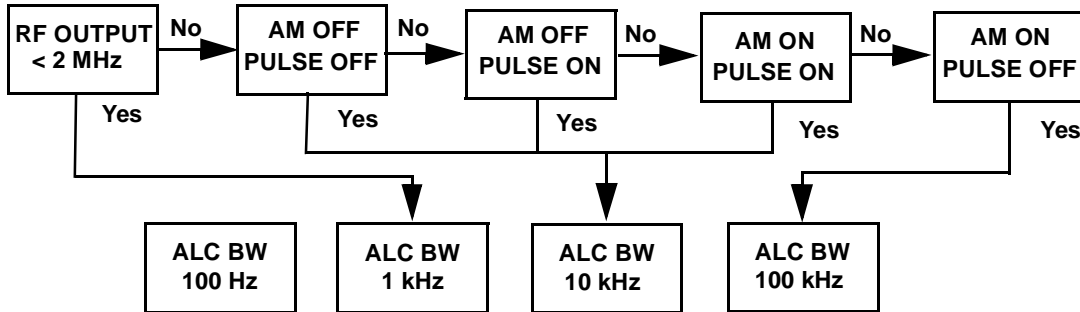 RF OUTPUT
< 2 MHz
No
AM OFF
PULSE OFF
No
AM OFF
PULSE ON
No
AM ON
PULSE ON
No
AM ON
PULSE OFF
Yes
Yes
Yes
Yes
Yes
ALC BW
100 Hz
ALC BW
1 kHz
ALC BW
10 kHz
ALC BW
100 kHz